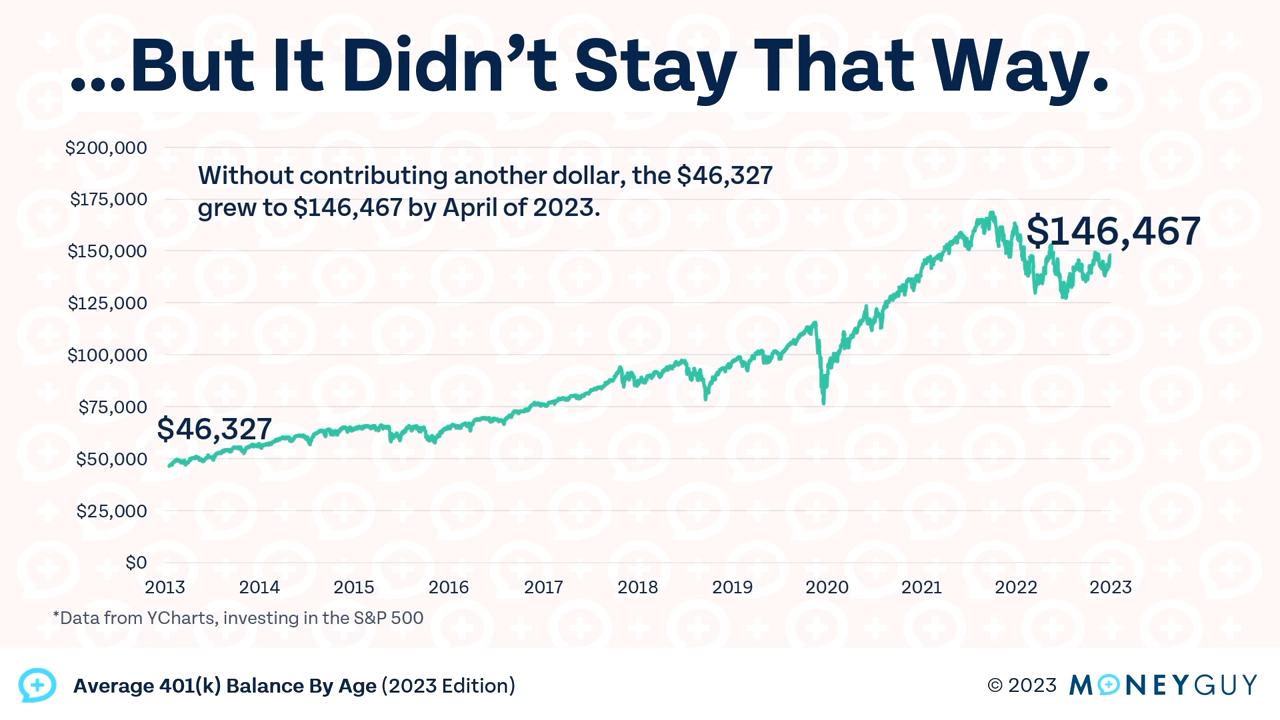 ...But It Didn’t Stay That Way.
$200,000
Without contributing another dollar, the $46,327
$175,000
grew to $146,467 by April of 2023.
$146,467
$150,000
$125,000
$100,000
$75,000
$46,327
$50,000
$25,000
$0
2013 2014 2015 2016 2017 2018 2019 2020 2021 2022 2023
*Data from YCharts, investing in the S&P 500
Average 401(k) Balance By Age (2023 Edition)
© 2023 MONEYGUY